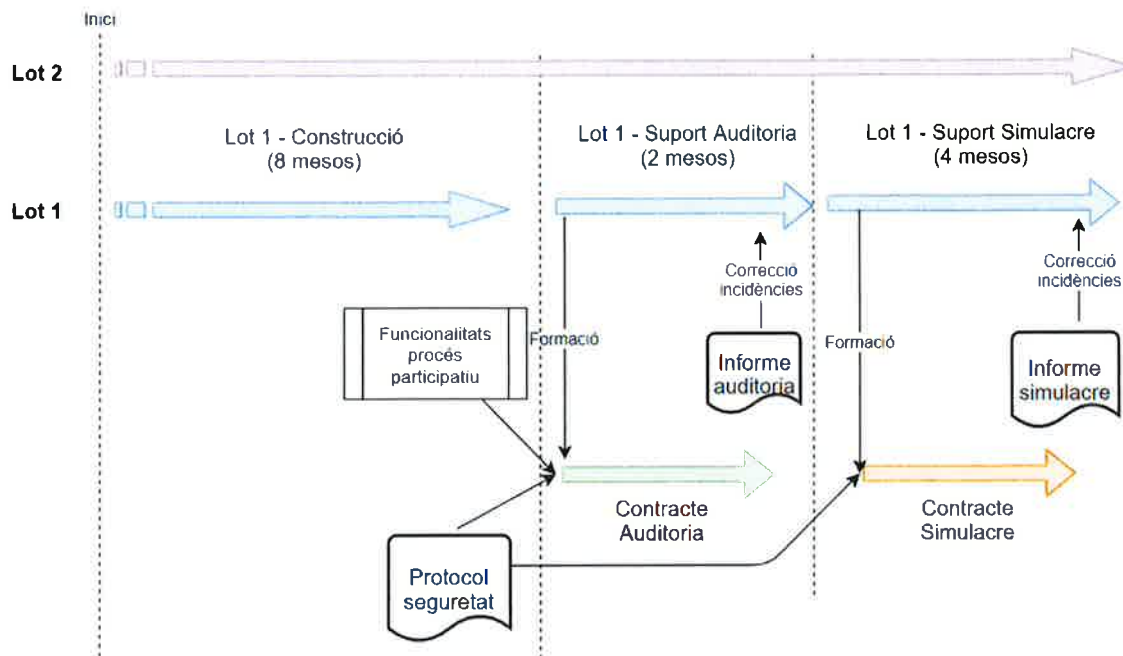 Inici
Lot 2
Lot 1 - Construcció
(8 mesos)
Lot 1 - Suport Auditoria
(2 mesos)
Lot 1 - Suport Simulacre
(4 mesos)
Lot 1
Correcció
incidències
Correcció
incidències
Funcionalitats
procés
participatiu
Formació
Informe
auditoria
Formació
Informe
simulacre
Contracte
Auditoria
Contracte
Simulacre
Protocol
seguretat